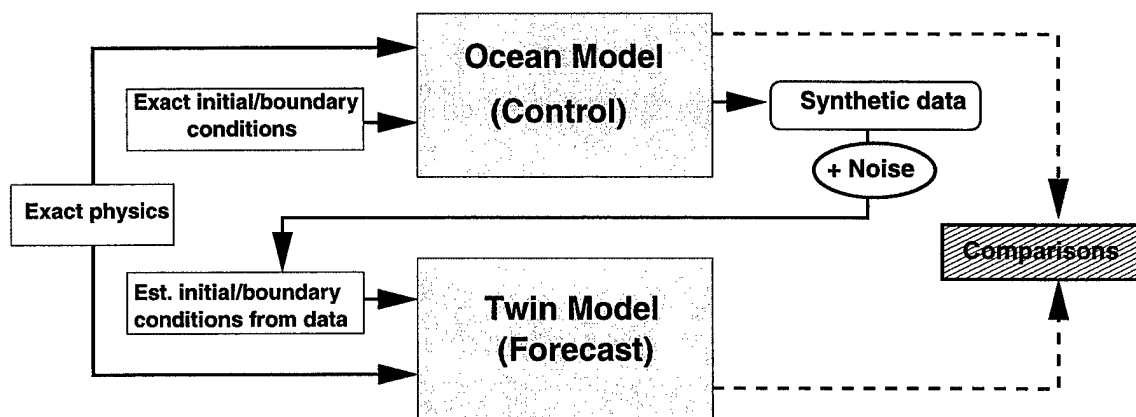 Ocean Model
(Control)
Exact initial/boundary
conditions
Synthetic data
+ Noise
Exact physics
Comparisons
Est. initial/boundary
conditions from data
Twin Model
(Forecast)